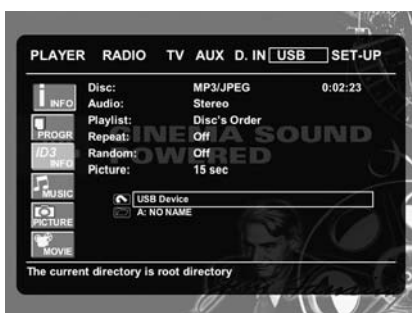 PLAYER RADIO TV AUX D. IN USB SET-UP
INFO
PROGR
ID3 INFO
MUSIC
PICTURE
MOVIE
Disc: MP3/JPEG 0:02:23
Audio: Stereo
Playlist: Disc's Order
Repeat: Off
Random: Off
Picture: 15 sec
CINEMA SOUND
POWERED
USB Device
A: NO NAME
The current directory is root directory